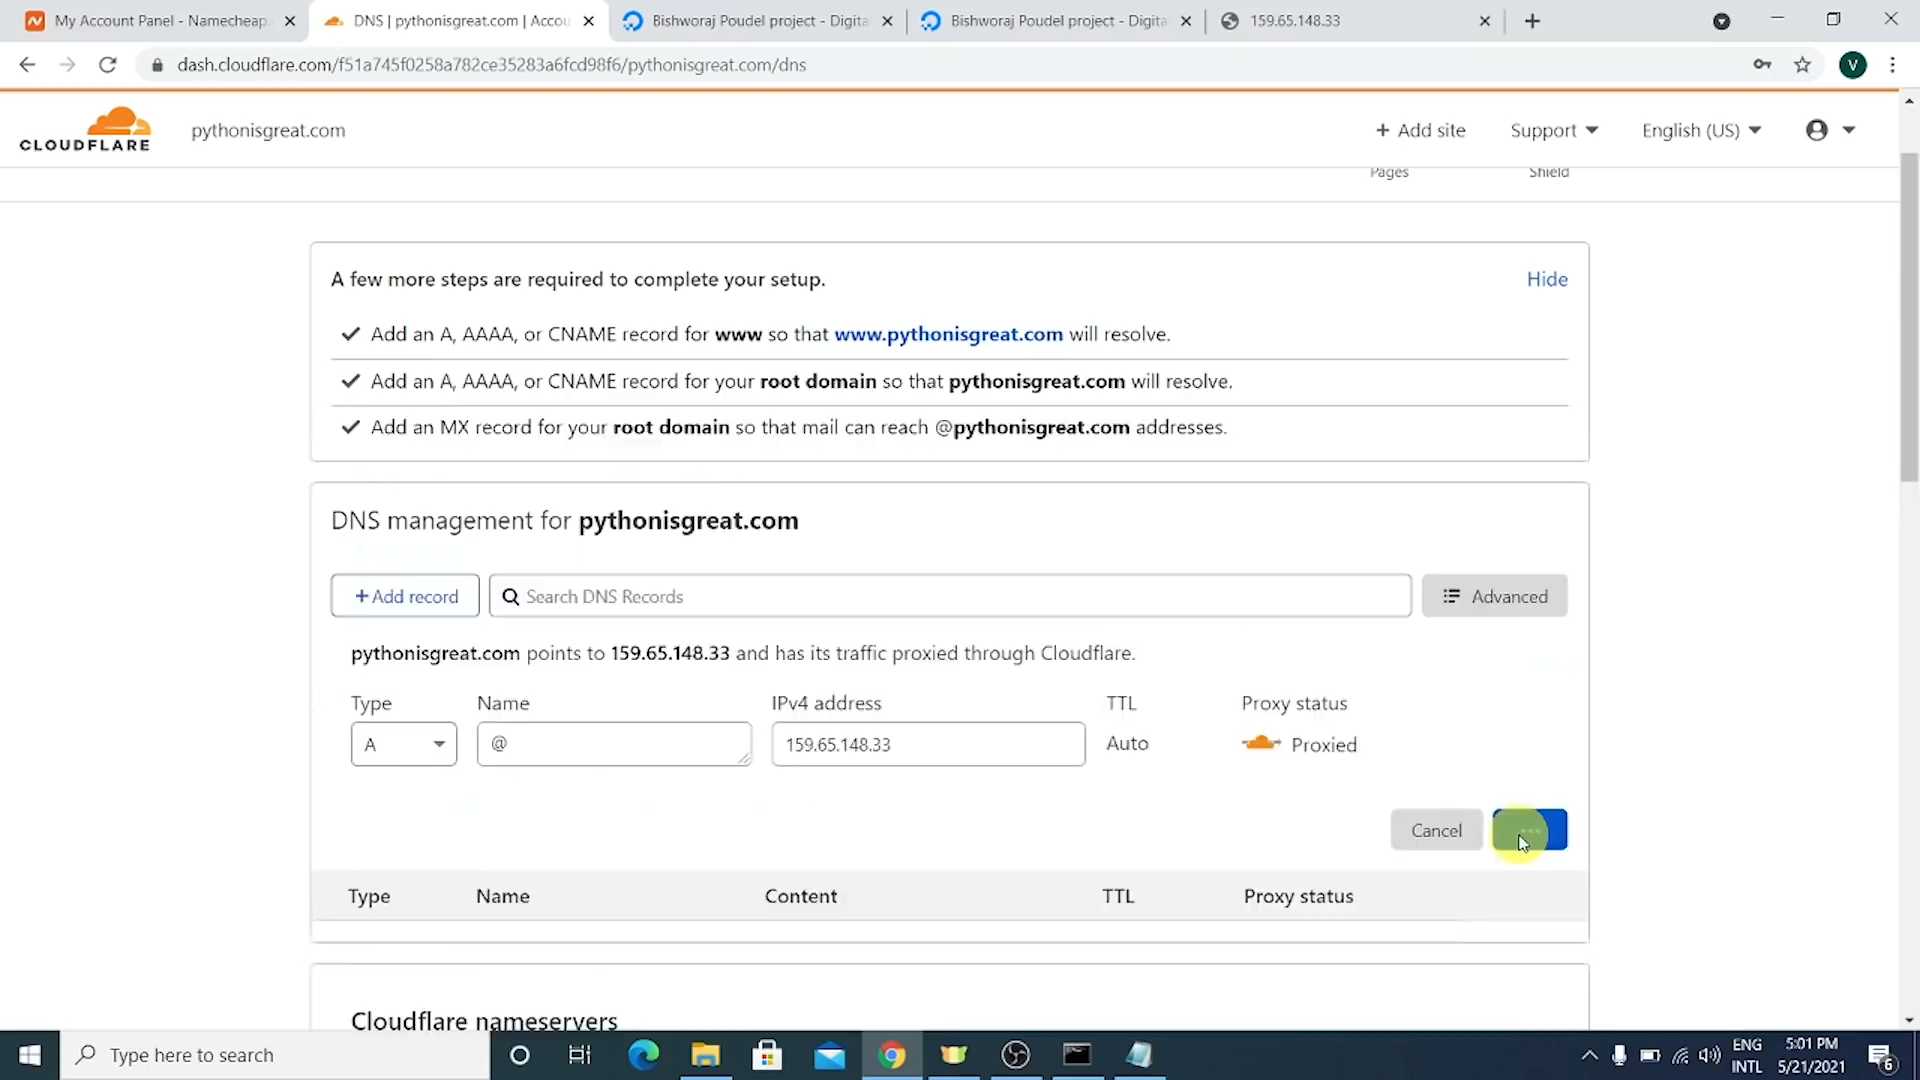 My Account Panel - Namecheap.
DNS | pythonisgreat.com | Accou
Bishworaj Poudel project - Digita
Bishworaj Poudel project - Digita
159.65.148.33
dash.cloudflare.com/f51a745f0258a782ce35283a6fcd98f6/pythonisgreat.com/dns
V
CLOUDFLARE
pythonisgreat.com
+ Add site
Support
English (US)
Pages
Shield
A few more steps are required to complete your setup.
Hide
Add an A, AAAA, or CNAME record for www so that www.pythonisgreat.com will resolve.
Add an A, AAAA, or CNAME record for your root domain so that pythonisgreat.com will resolve.
Add an MX record for your root domain so that mail can reach @pythonisgreat.com addresses.
DNS management for pythonisgreat.com
+ Add record
Search DNS Records
Advanced
pythonisgreat.com points to 159.65.148.33 and has its traffic proxied through Cloudflare.
Type Name IPv4 address TTL Proxy status
A @ 159.65.148.33 Auto Proxied
Cancel
Type Name Content TTL Proxy status
Cloudflare nameservers
Type here to search
ENG
INTL
5:01 PM
5/21/2021
6